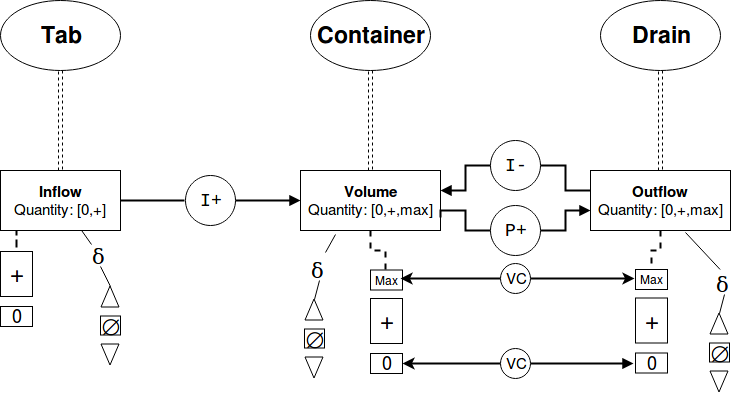 Tab
Container
Drain
Inflow
Quantity: [0,+]
I+
Volume
Quantity: [0,+,max]
I-
P+
Outflow
Quantity: [0,+,max]
δ
+
0
∅
δ
Max
+
0
∅
VC
VC
Max
+
0
δ
∅